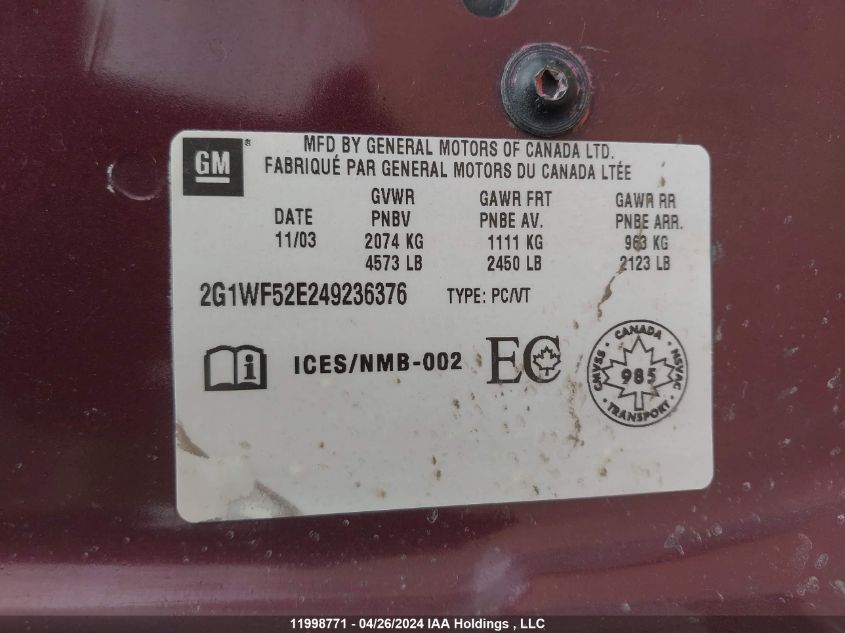 GM ®
MFD BY GENERAL MOTORS OF CANADA LTD.
FABRIQUÉ PAR GENERAL MOTORS DU CANADA LTÉE
GVWR GAWR FRT GAWR RR
DATE PNBV PNBE AV. PNBE ARR.
11/03 2074 KG 1111 KG 963 KG
4573 LB 2450 LB 2123 LB
2G1WF52E249236376 TYPE: PC/VT
i ICES/NMB-002 EC
CANADA
CMVSS 985 NSVAC
TRANSPORT
11998771 - 04/26/2024 IAA Holdings , LLC